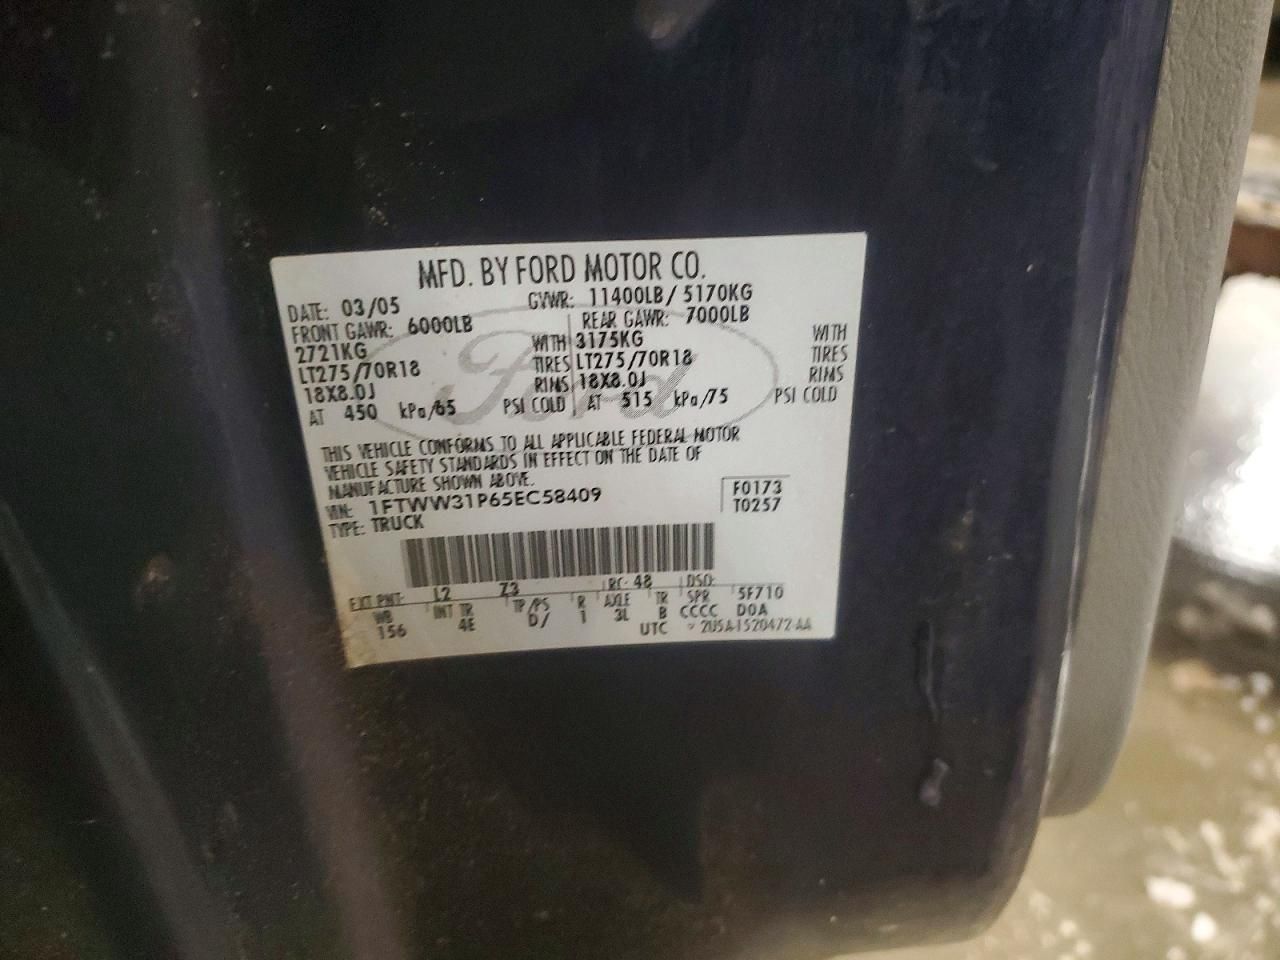 MFD. BY FORD MOTOR CO.
DATE: 03/05 GVWR: 11400LB/ 5170KG
FRONT GAWR: 6000LB REAR GAWR: 7000LB
2721KG WITH 3175KG WITH
LT275/70R18 TIRES LT275/70R18 TIRES
18X8.0J RIMS 18X8.0J RIMS
AT 450 kPa/65 PSI COLD AT 515 kPa/75 PSI COLD
Ford
THIS VEHICLE CONFORMS TO ALL APPLICABLE FEDERAL MOTOR
VEHICLE SAFETY STANDARDS IN EFFECT ON THE DATE OF
MANUFACTURE SHOWN ABOVE.
VIN: 1FTWW31P65EC58409 F0173
TYPE: TRUCK T0257
EXT PNT: L2 Z3 RC: 48 DSO:
WB INT TR TP/PS R AXLE TR SPR 5F710
156 4E D/ 1 3L B CCCC DOA
UTC 2U5A-1520472-AA